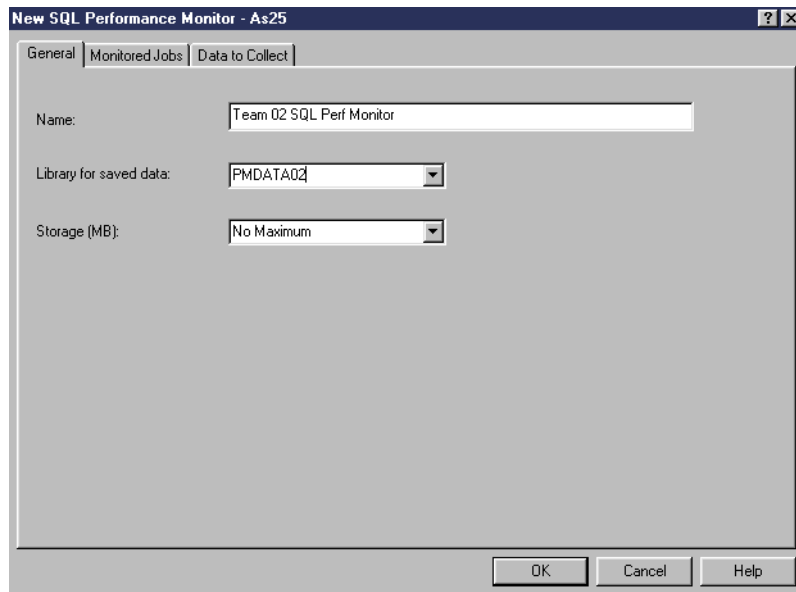 New SQL Performance Monitor - As25
General Monitored Jobs Data to Collect
Name: Team 02 SQL Perf Monitor
Library for saved data: PMDATA02
Storage (MB): No Maximum
OK Cancel Help